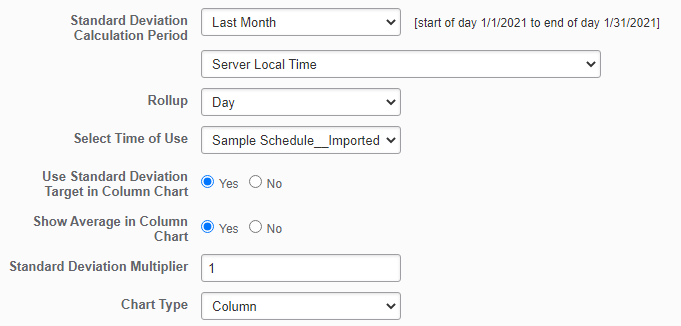 Standard Deviation
Calculation Period
Last Month
[start of day 1/1/2021 to end of day 1/31/2021]
Server Local Time
Rollup
Day
Select Time of Use
Sample Schedule__Imported
Use Standard Deviation
Target in Column Chart
Yes
No
Show Average in Column
Chart
Yes
No
Standard Deviation Multiplier
1
Chart Type
Column